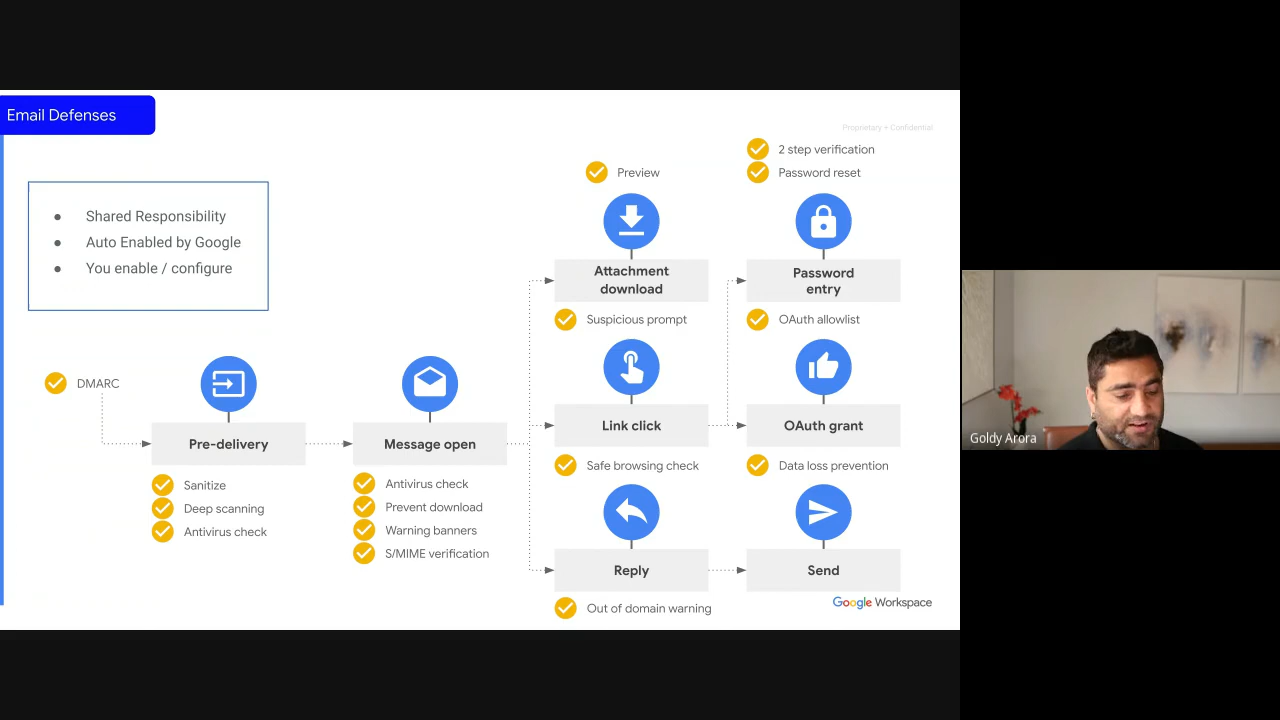 Email Defenses
Proprietary + Confidential
Shared Responsibility
Auto Enabled by Google
You enable / configure
DMARC
Pre-delivery
Sanitize
Deep scanning
Antivirus check
Message open
Antivirus check
Prevent download
Warning banners
S/MIME verification
Preview
Attachment
download
Suspicious prompt
Link click
Safe browsing check
Reply
Out of domain warning
2 step verification
Password reset
Password
entry
OAuth allowlist
OAuth grant
Data loss prevention
Send
Google Workspace
Goldy Arora